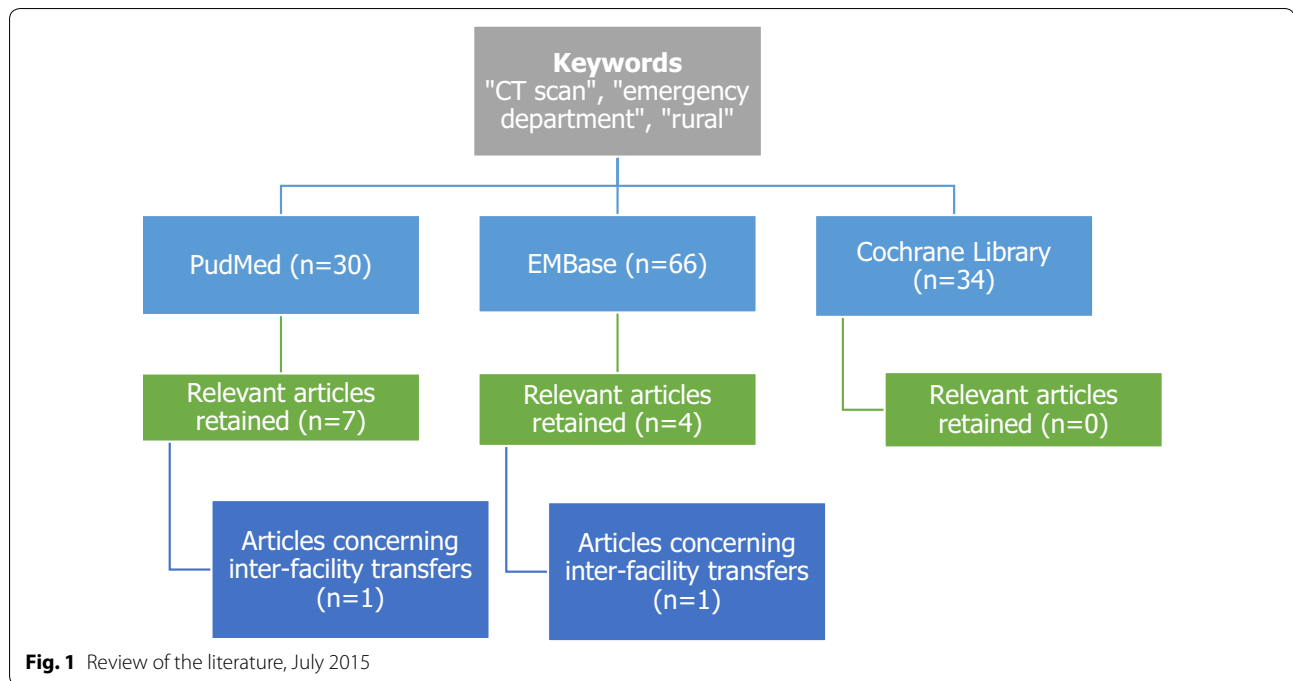 Keywords
"CT scan", "emergency
department", "rural"
PudMed (n=30)
EMBase (n=66)
Cochrane Library
(n=34)
Relevant articles
retained (n=7)
Relevant articles
retained (n=4)
Relevant articles
retained (n=0)
Articles concerning
inter-facility transfers
(n=1)
Articles concerning
inter-facility transfers
(n=1)
Fig. 1 Review of the literature, July 2015